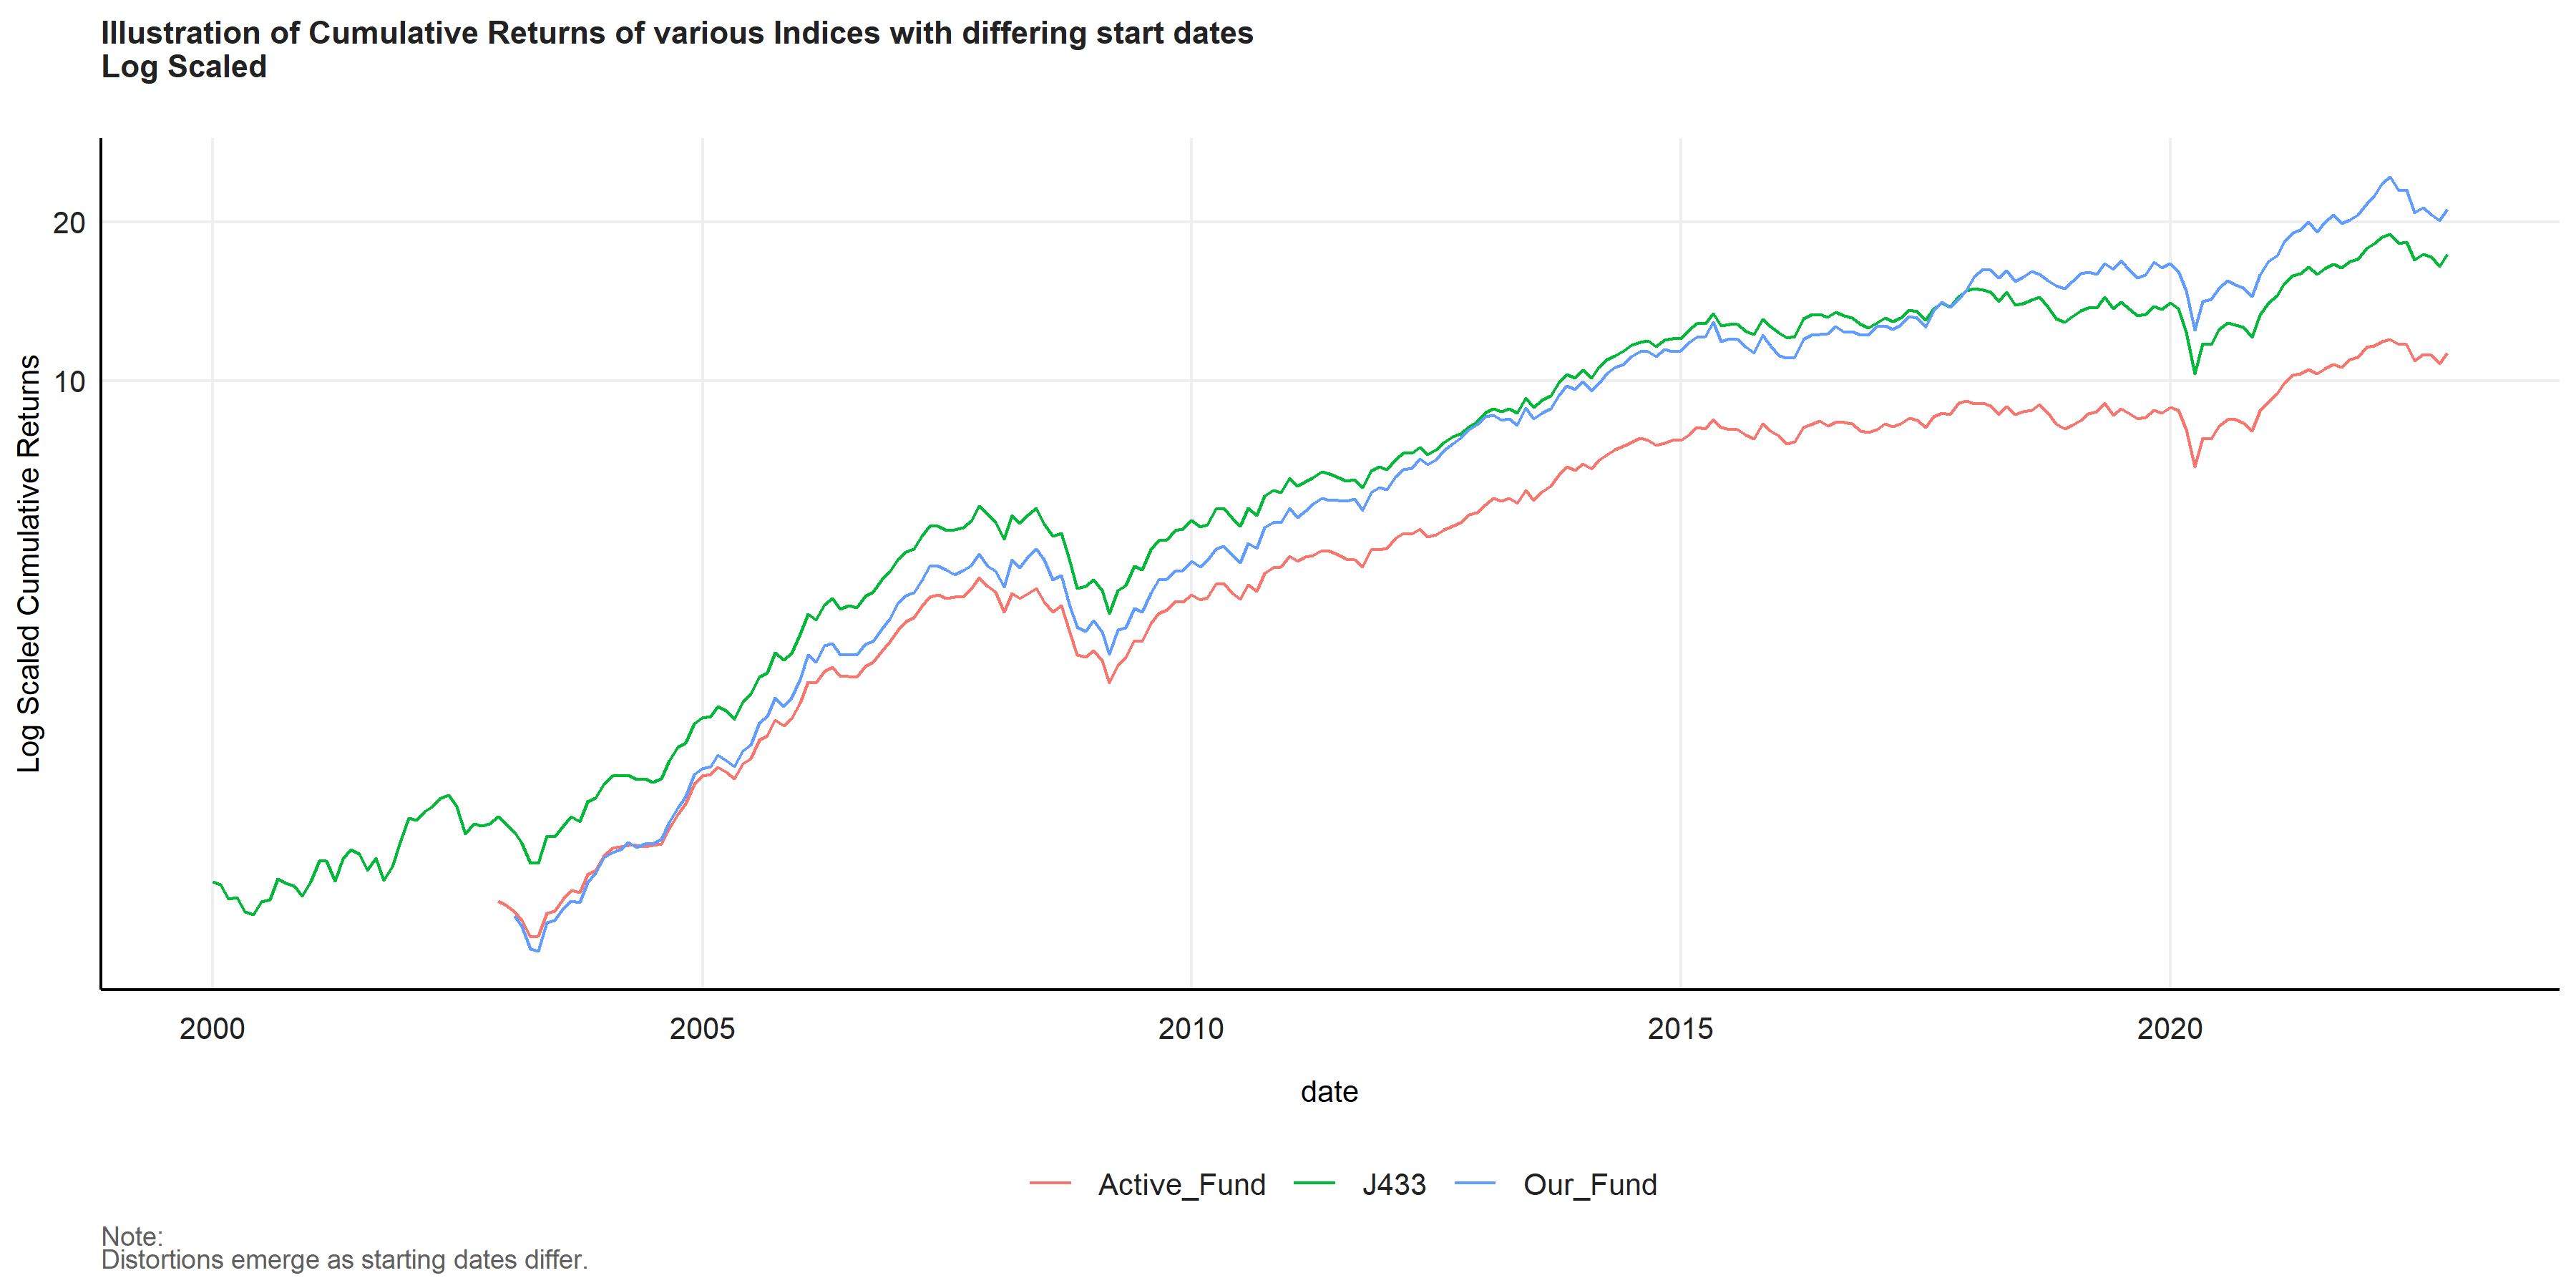 Illustration of Cumulative Returns of various Indices with differing start dates
Log Scaled
Log Scaled Cumulative Returns
20
10
2000 2005 2010 2015 2020
date
Active_Fund J433 Our_Fund
Note:
Distortions emerge as starting dates differ.